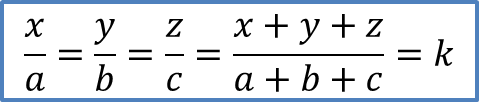 x/a = y/b = z/c = (x + y + z)/(a + b + c) = k